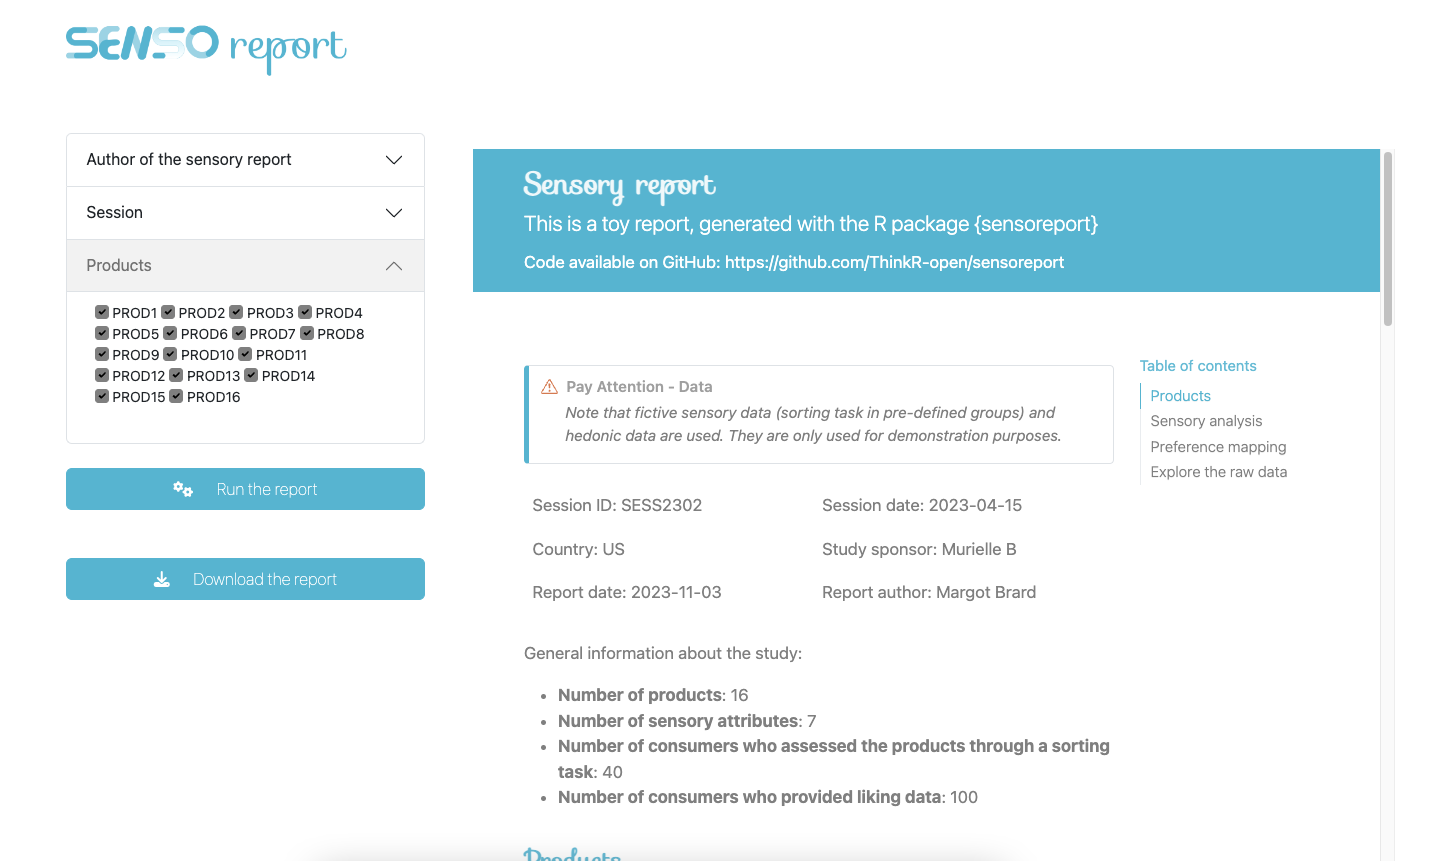 SENSO report
Author of the sensory report
Session
Products
PROD1 PROD2 PROD3 PROD4
PROD5 PROD6 PROD7 PROD8
PROD9 PROD10 PROD11
PROD12 PROD13 PROD14
PROD15 PROD16
Run the report
Download the report
Sensory report
This is a toy report, generated with the R package {sensoreport}
Code available on GitHub: https://github.com/ThinkR-open/sensoreport
Pay Attention - Data
Note that fictive sensory data (sorting task in pre-defined groups) and
hedonic data are used. They are only used for demonstration purposes.
Session ID: SESS2302
Session date: 2023-04-15
Country: US
Study sponsor: Murielle B
Report date: 2023-11-03
Report author: Margot Brard
General information about the study:
• Number of products: 16
• Number of sensory attributes: 7
• Number of consumers who assessed the products through a sorting
task: 40
• Number of consumers who provided liking data: 100
Products
Table of contents
Products
Sensory analysis
Preference mapping
Explore the raw data